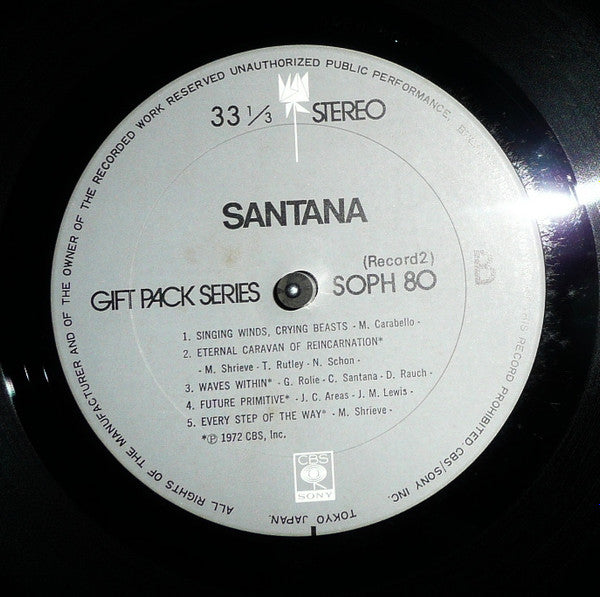 ALL RIGHTS OF THE MANUFACTURER AND OF THE OWNER OF THE RECORDED WORK RESERVED UNAUTHORIZED PUBLIC PERFORMANCE.
RECORD PROHIBITED. CBS/SONY INC.
TOKYO JAPAN.
33 1/3 STEREO
SANTANA
(Record2)
GIFT PACK SERIES SOPH 80
1. SINGING WINDS, CRYING BEASTS - M. Carabello -
2. ETERNAL CARAVAN OF REINCARNATION*
- M. Shrieve - T. Rutley - N. Schon -
3. WAVES WITHIN* - G. Rolie - C. Santana - D. Rauch -
4. FUTURE PRIMITIVE* - J. C. Areas - J. M. Lewis -
5. EVERY STEP OF THE WAY* - M. Shrieve -
*℗ 1972 CBS, Inc.
CBS
SONY